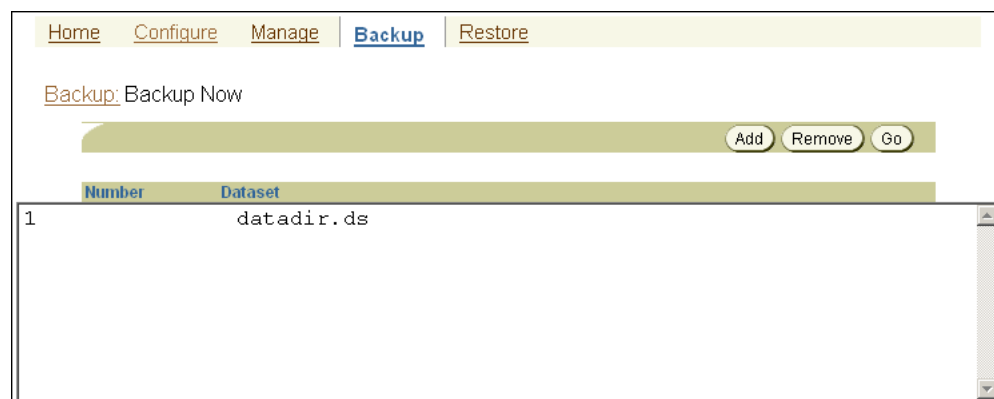 Home Configure Manage Backup Restore
Backup: Backup Now
Add Remove Go
Number Dataset
1 datadir.ds